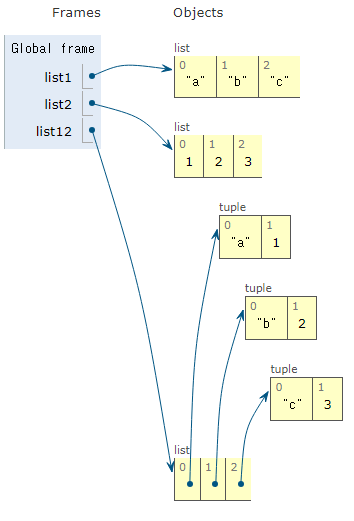 Frames Objects
Global frame
list1
list2
list12
list
0 1 2
"a" "b" "c"
list
0 1 2
1 2 3
tuple
0 1
"a" 1
tuple
0 1
"b" 2
tuple
0 1
"c" 3
list
0 1 2